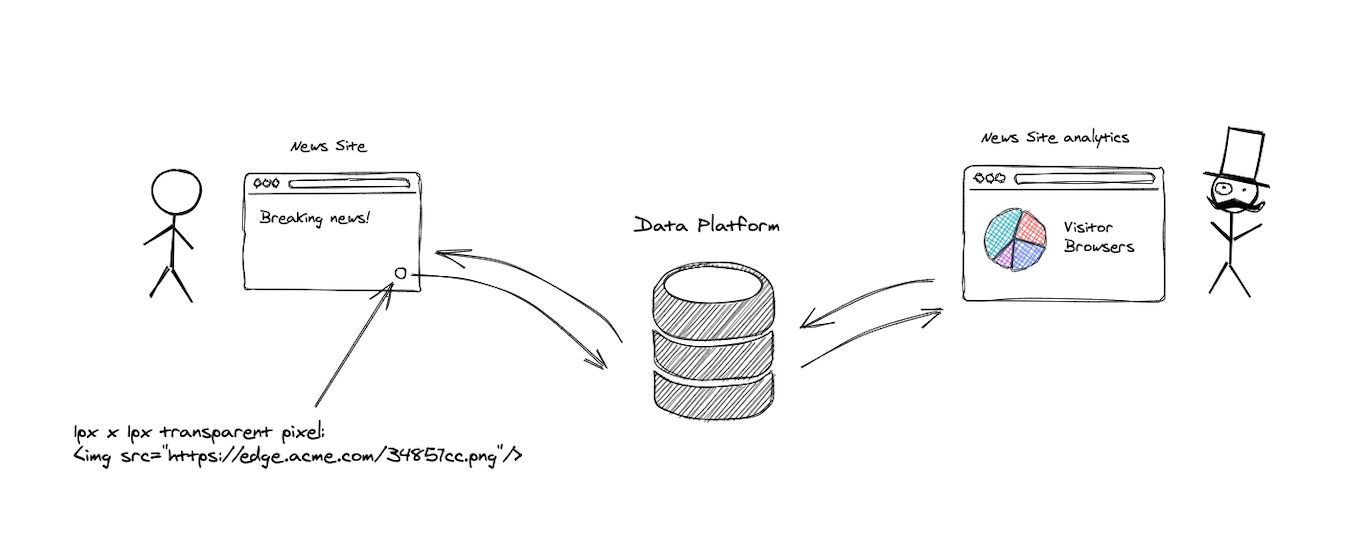 News Site
Breaking news!
Data Platform
News Site analytics
Visitor
Browsers
1px x 1px transparent pixel:
<img src="https://edge.acme.com/34857cc.png"/>